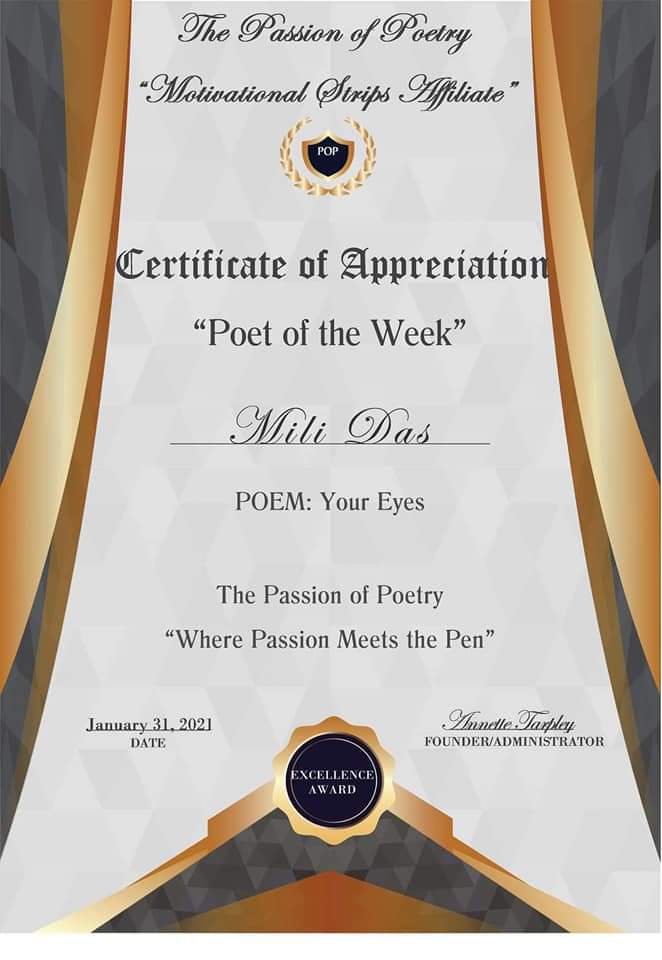 The Passion of Poetry
“Motivational Strips Affiliate”
POP
Certificate of Appreciation
“Poet of the Week”
Mili Das
POEM: Your Eyes
The Passion of Poetry
“Where Passion Meets the Pen”
January 31, 2021
DATE
Annette Tarpley
FOUNDER/ADMINISTRATOR
EXCELLENCE
AWARD